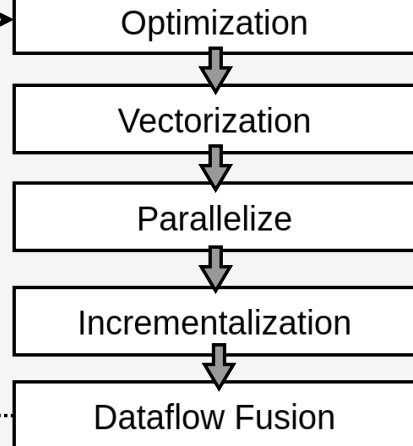 Optimization
Vectorization
Parallelize
Incrementalization
Dataflow Fusion